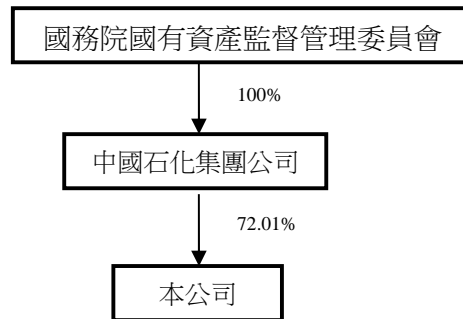 國務院國有資產監督管理委員會
100%
中國石化集團公司
72.01%
本公司